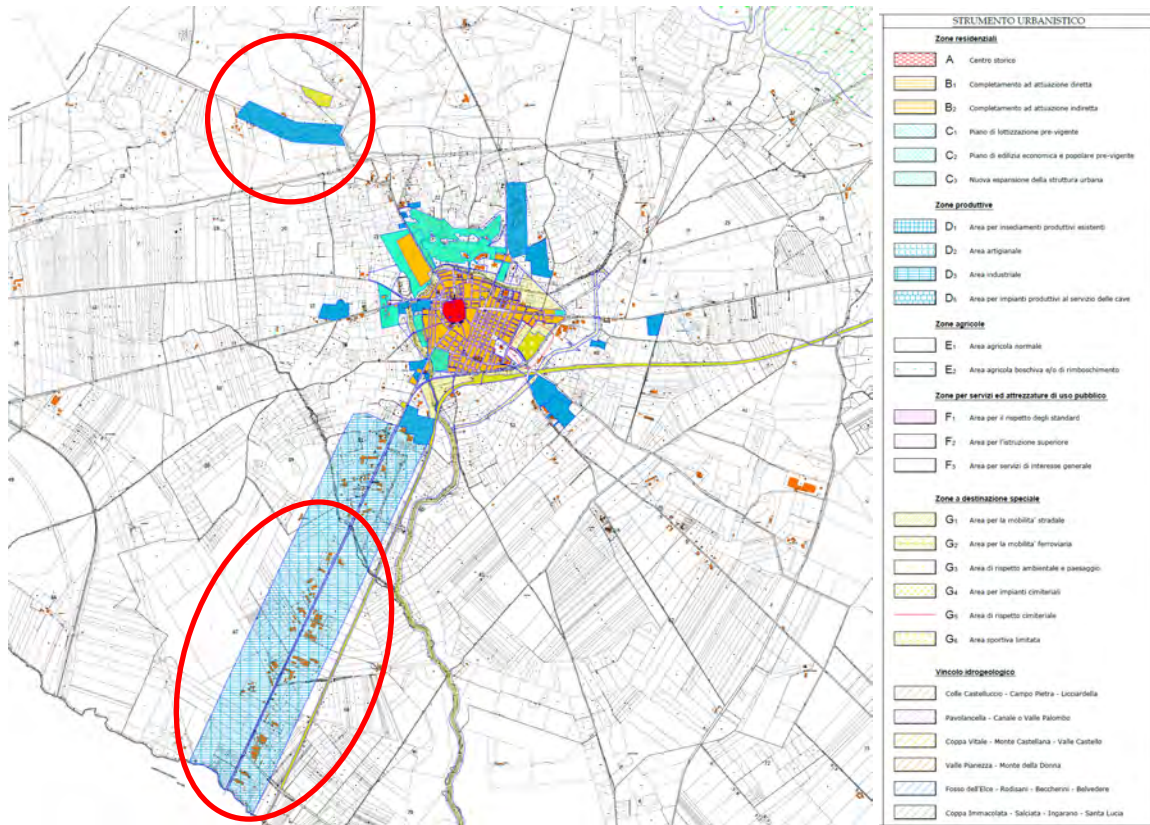 STRUMENTO URBANISTICO
Zone residenziali
A Centro storico
B1 Completamento ad attuazione diretta
B2 Completamento ad attuazione indiretta
C1 Piano di lottizzazione pre-vigente
C2 Piano di edilizia economica e popolare pre-vigente
C3 Nuova espansione della struttura urbana
Zone produttive
D1 Area per insediamenti produttivi esistenti
D2 Area artigianale
D3 Area industriale
D5 Area per impianti produttivi al servizio delle cave
Zone agricole
E1 Area agricola normale
E2 Area agricola boschiva e/o di rimboschimento
Zone per servizi ed attrezzature di uso pubblico
F1 Area per il rispetto degli standard
F2 Area per l'istruzione superiore
F3 Area per servizi di interesse generale
Zone a destinazione speciale
G1 Area per la mobilita' stradale
G2 Area per la mobilita' ferroviaria
G3 Area di rispetto ambientale e paesaggio
G4 Area per impianti cimiteriali
G5 Area di rispetto cimiteriale
G6 Area sportiva limitata
Vincolo idrogeologico
Colle Castelluccio - Campo Pietra - Licciardella
Pavolancella - Canale o Valle Palombo
Coppa Vitale - Monte Castellana - Valle Castello
Valle Pianezza - Monte della Donna
Fosso dell'Elce - Rodisani - Beccherini - Belvedere
Coppa Immacolata - Salciata - Ingarano - Santa Lucia